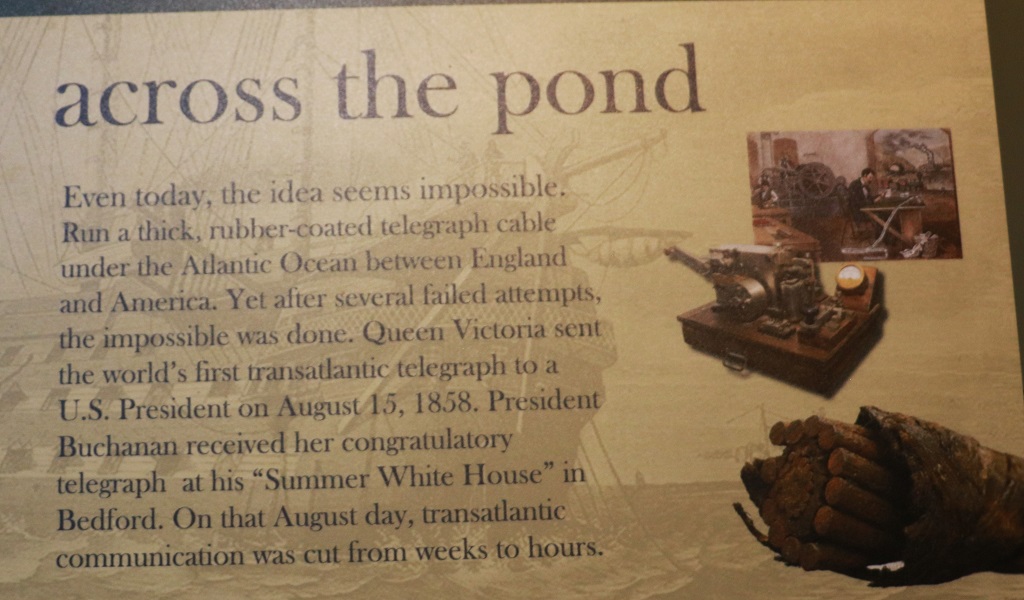 across the pond
Even today, the idea seems impossible.
Run a thick, rubber-coated telegraph cable
under the Atlantic Ocean between England
and America. Yet after several failed attempts,
the impossible was done. Queen Victoria sent
the world's first transatlantic telegraph to a
U.S. President on August 15, 1858. President
Buchanan received her congratulatory
telegraph at his “Summer White House” in
Bedford. On that August day, transatlantic
communication was cut from weeks to hours.